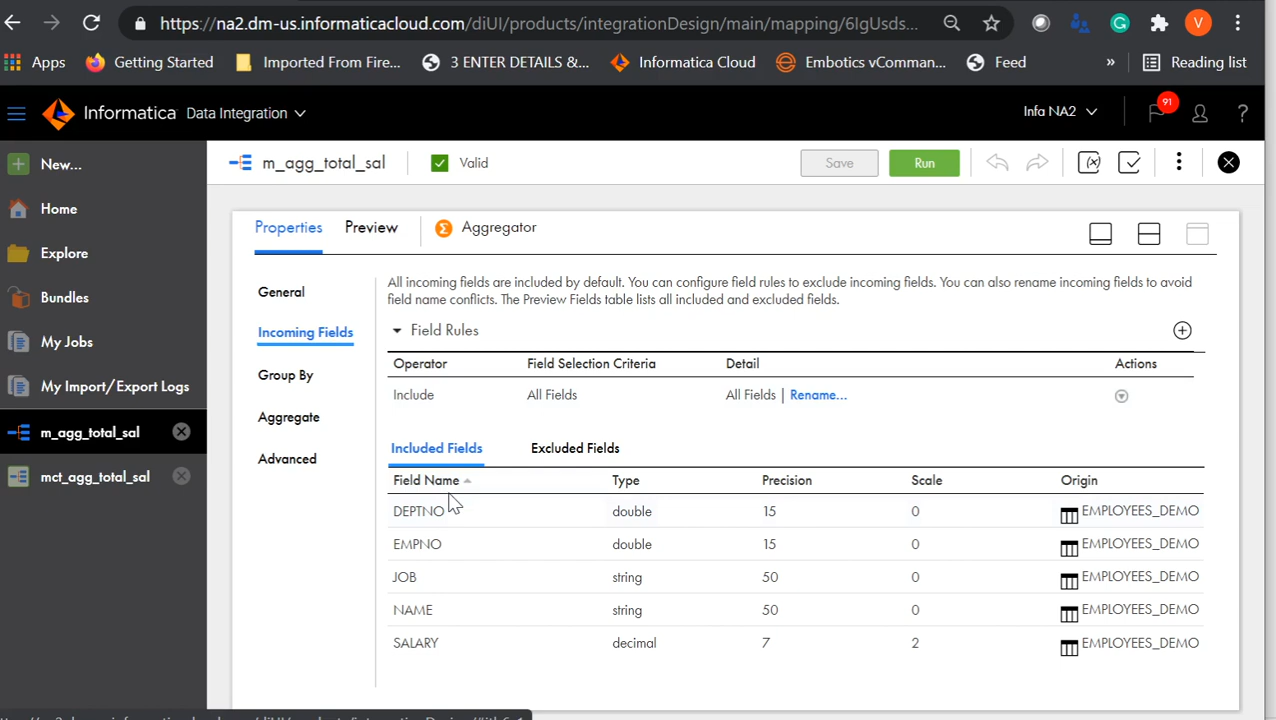 https://na2.dm-us.informaticacloud.com/diUI/products/integrationDesign/main/mapping/6IgUsds...
V
Apps Getting Started Imported From Fire... 3 ENTER DETAILS &... Informatica Cloud Embotics vComman... Feed » Reading list
Informatica Data Integration Infa NA2 91 ?
New...
m_agg_total_sal Valid Save Run
Home
Explore
Bundles
My Jobs
My Import/Export Logs
m_agg_total_sal
mct_agg_total_sal
Properties Preview Aggregator
General
Incoming Fields
Group By
Aggregate
Advanced
All incoming fields are included by default. You can configure field rules to exclude incoming fields. You can also rename incoming fields to avoid
field name conflicts. The Preview Fields table lists all included and excluded fields.
Field Rules
Operator Field Selection Criteria Detail Actions
Include All Fields All Fields | Rename...
Included Fields Excluded Fields
Field Name Type Precision Scale Origin
DEPTNO double 15 0 EMPLOYEES_DEMO
EMPNO double 15 0 EMPLOYEES_DEMO
JOB string 50 0 EMPLOYEES_DEMO
NAME string 50 0 EMPLOYEES_DEMO
SALARY decimal 7 2 EMPLOYEES_DEMO